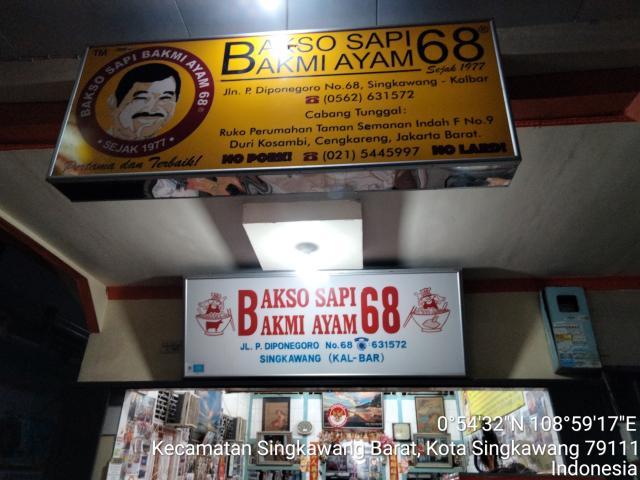 TM
BAKSO SAPI BAKMI AYAM 68
• SEJAK 1977 •
Pertama dan Terbaik!
BAKSO SAPI
BAKMI AYAM 68®
Sejak 1977
Jln. P. Diponegoro No.68, Singkawang - Kalbar
☎ (0562) 631572
Cabang Tunggal :
Ruko Perumahan Taman Semanan Indah F No.9
Duri Kosambi, Cengkareng, Jakarta Barat.
NO PORK! ☎ (021) 5445997 NO LARD!
BAKSO SAPI
BAKMI AYAM 68
JL. P. DIPONEGORO No. 68 ☎ 631572
SINGKAWANG (KAL-BAR)
0°54'32"N 108°59'17"E
Kecamatan Singkawang Barat, Kota Singkawang 79111
Indonesia